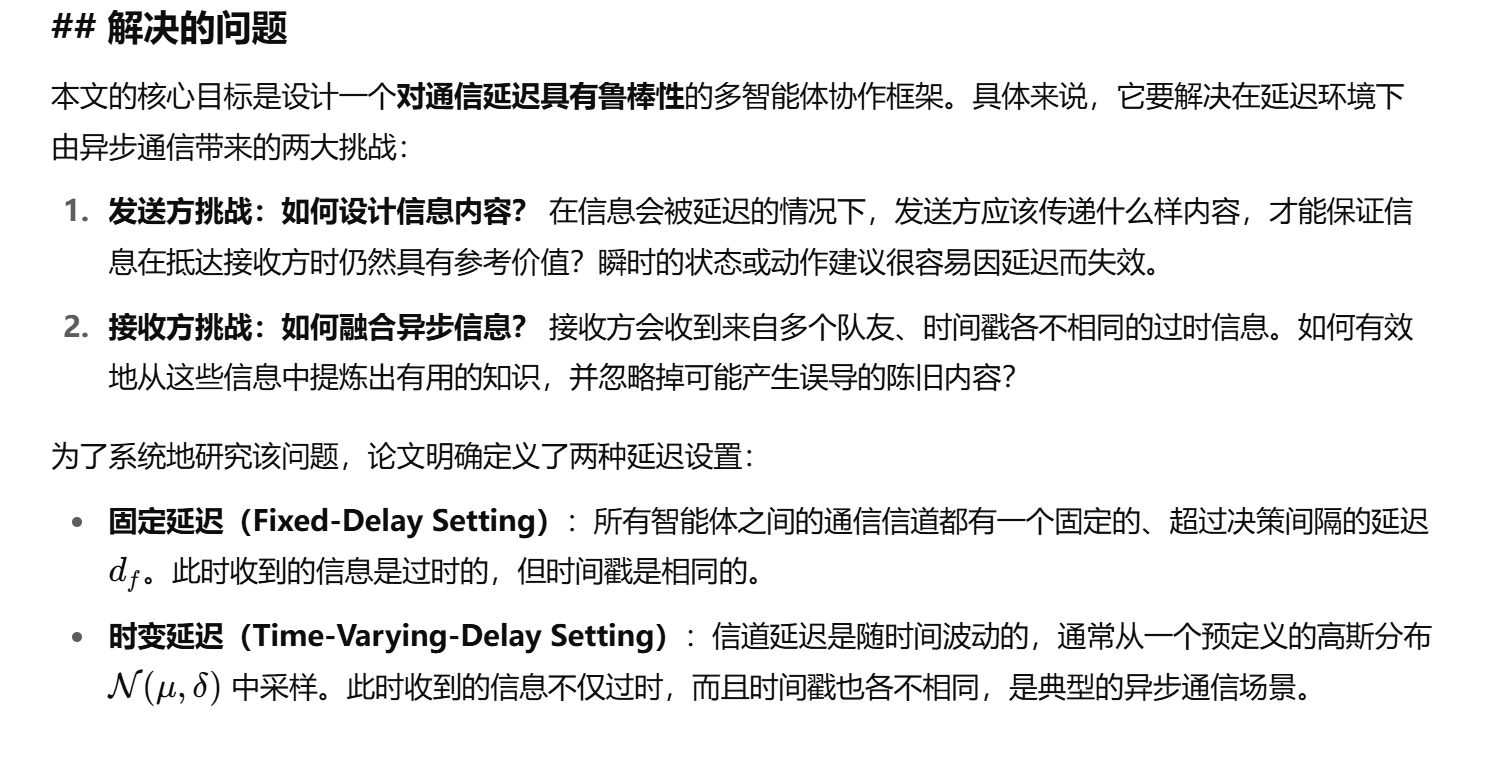 ## 解决的问题
本文的核心目标是设计一个对通信延迟具有鲁棒性的多智能体协作框架。具体来说，它要解决在延迟环境下
由异步通信带来的两大挑战：
1. 发送方挑战：如何设计信息内容？ 在信息会被延迟的情况下，发送方应该传递什么样内容，才能保证信
息在抵达接收方时仍然具有参考价值？瞬时的状态或动作建议很容易因延迟而失效。
2. 接收方挑战：如何融合异步信息？ 接收方会收到来自多个队友、时间戳各不相同的过时信息。如何有效
地从这些信息中提炼出有用的知识，并忽略掉可能产生误导的陈旧内容？
为了系统地研究该问题，论文明确定义了两种延迟设置：
• 固定延迟（Fixed-Delay Setting）：所有智能体之间的通信信道都有一个固定的、超过决策间隔的延迟
d_f。此时收到的信息是过时的，但时间戳是相同的。
• 时变延迟（Time-Varying-Delay Setting）：信道延迟是随时间波动的，通常从一个预定义的高斯分布
𝒩(μ, δ) 中采样。此时收到的信息不仅过时，而且时间戳也各不相同，是典型的异步通信场景。